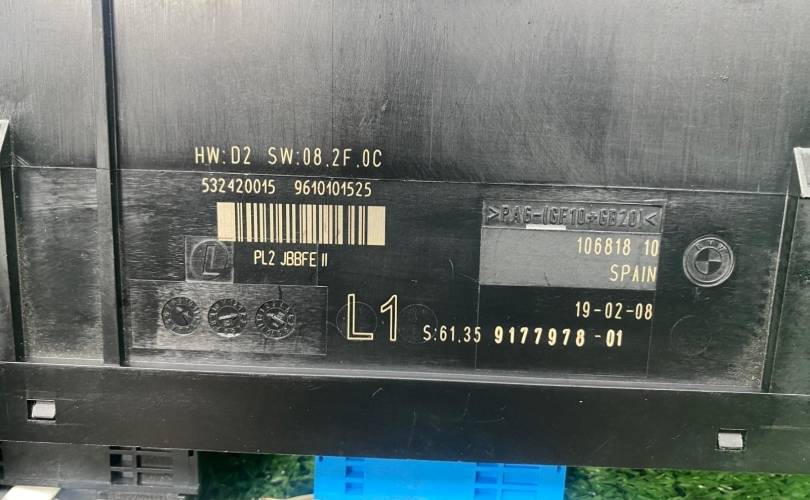 HW:D2 SW:08.2F.0C
532420015 9610101525
PL2 JBBFE II
L
>PA6-(GF10+GB20)<
106818 10
SPAIN
19-02-08
L1 S:61.35 9177978-01